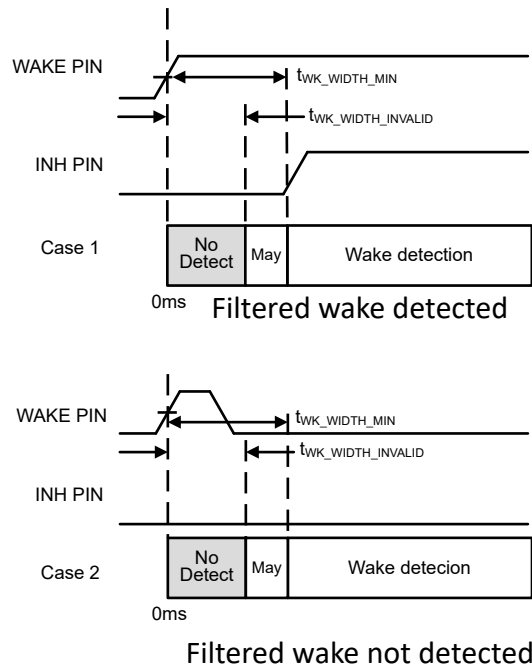 WAKE PIN
tWK_WIDTH_MIN
tWK_WIDTH_INVALID
INH PIN
Case 1
No Detect
May
Wake detection
0ms
Filtered wake detected
WAKE PIN
tWK_WIDTH_MIN
tWK_WIDTH_INVALID
INH PIN
Case 2
No Detect
May
Wake detecion
0ms
Filtered wake not detected